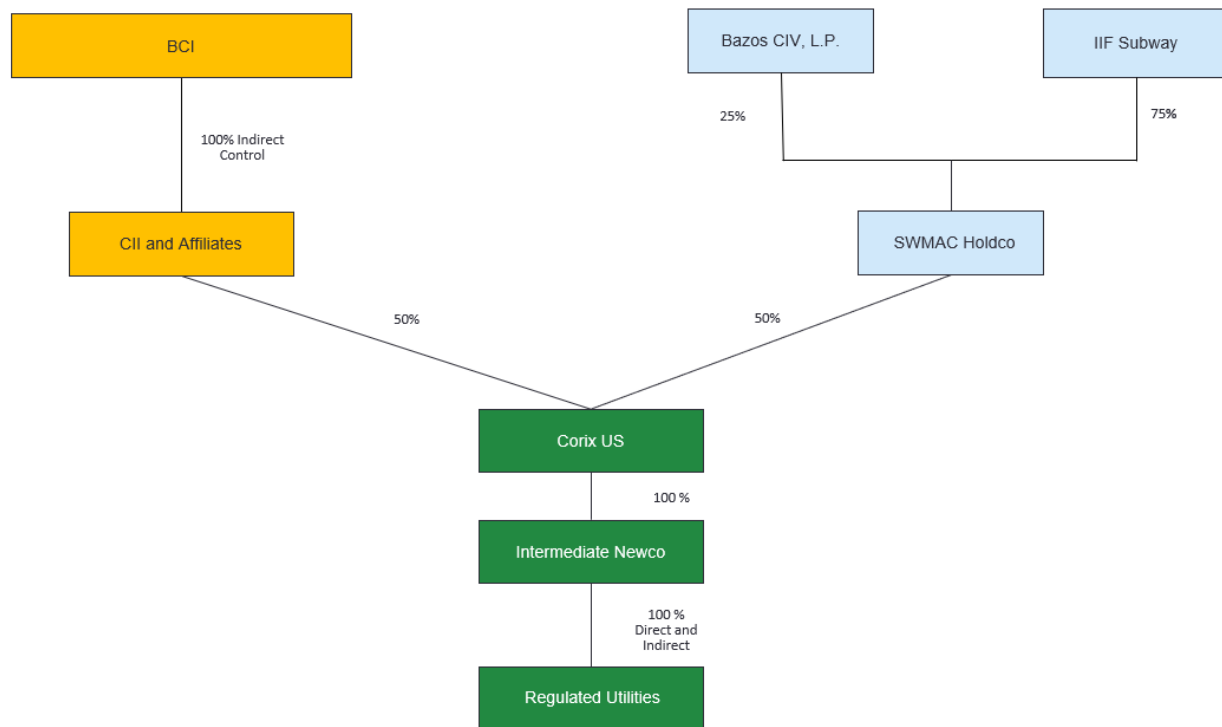 BCI
Bazos CIV, L.P.
IIF Subway
25%
75%
100% Indirect
Control
CII and Affiliates
SWMAC Holdco
50%
50%
Corix US
100 %
Intermediate Newco
100 %
Direct and
Indirect
Regulated Utilities